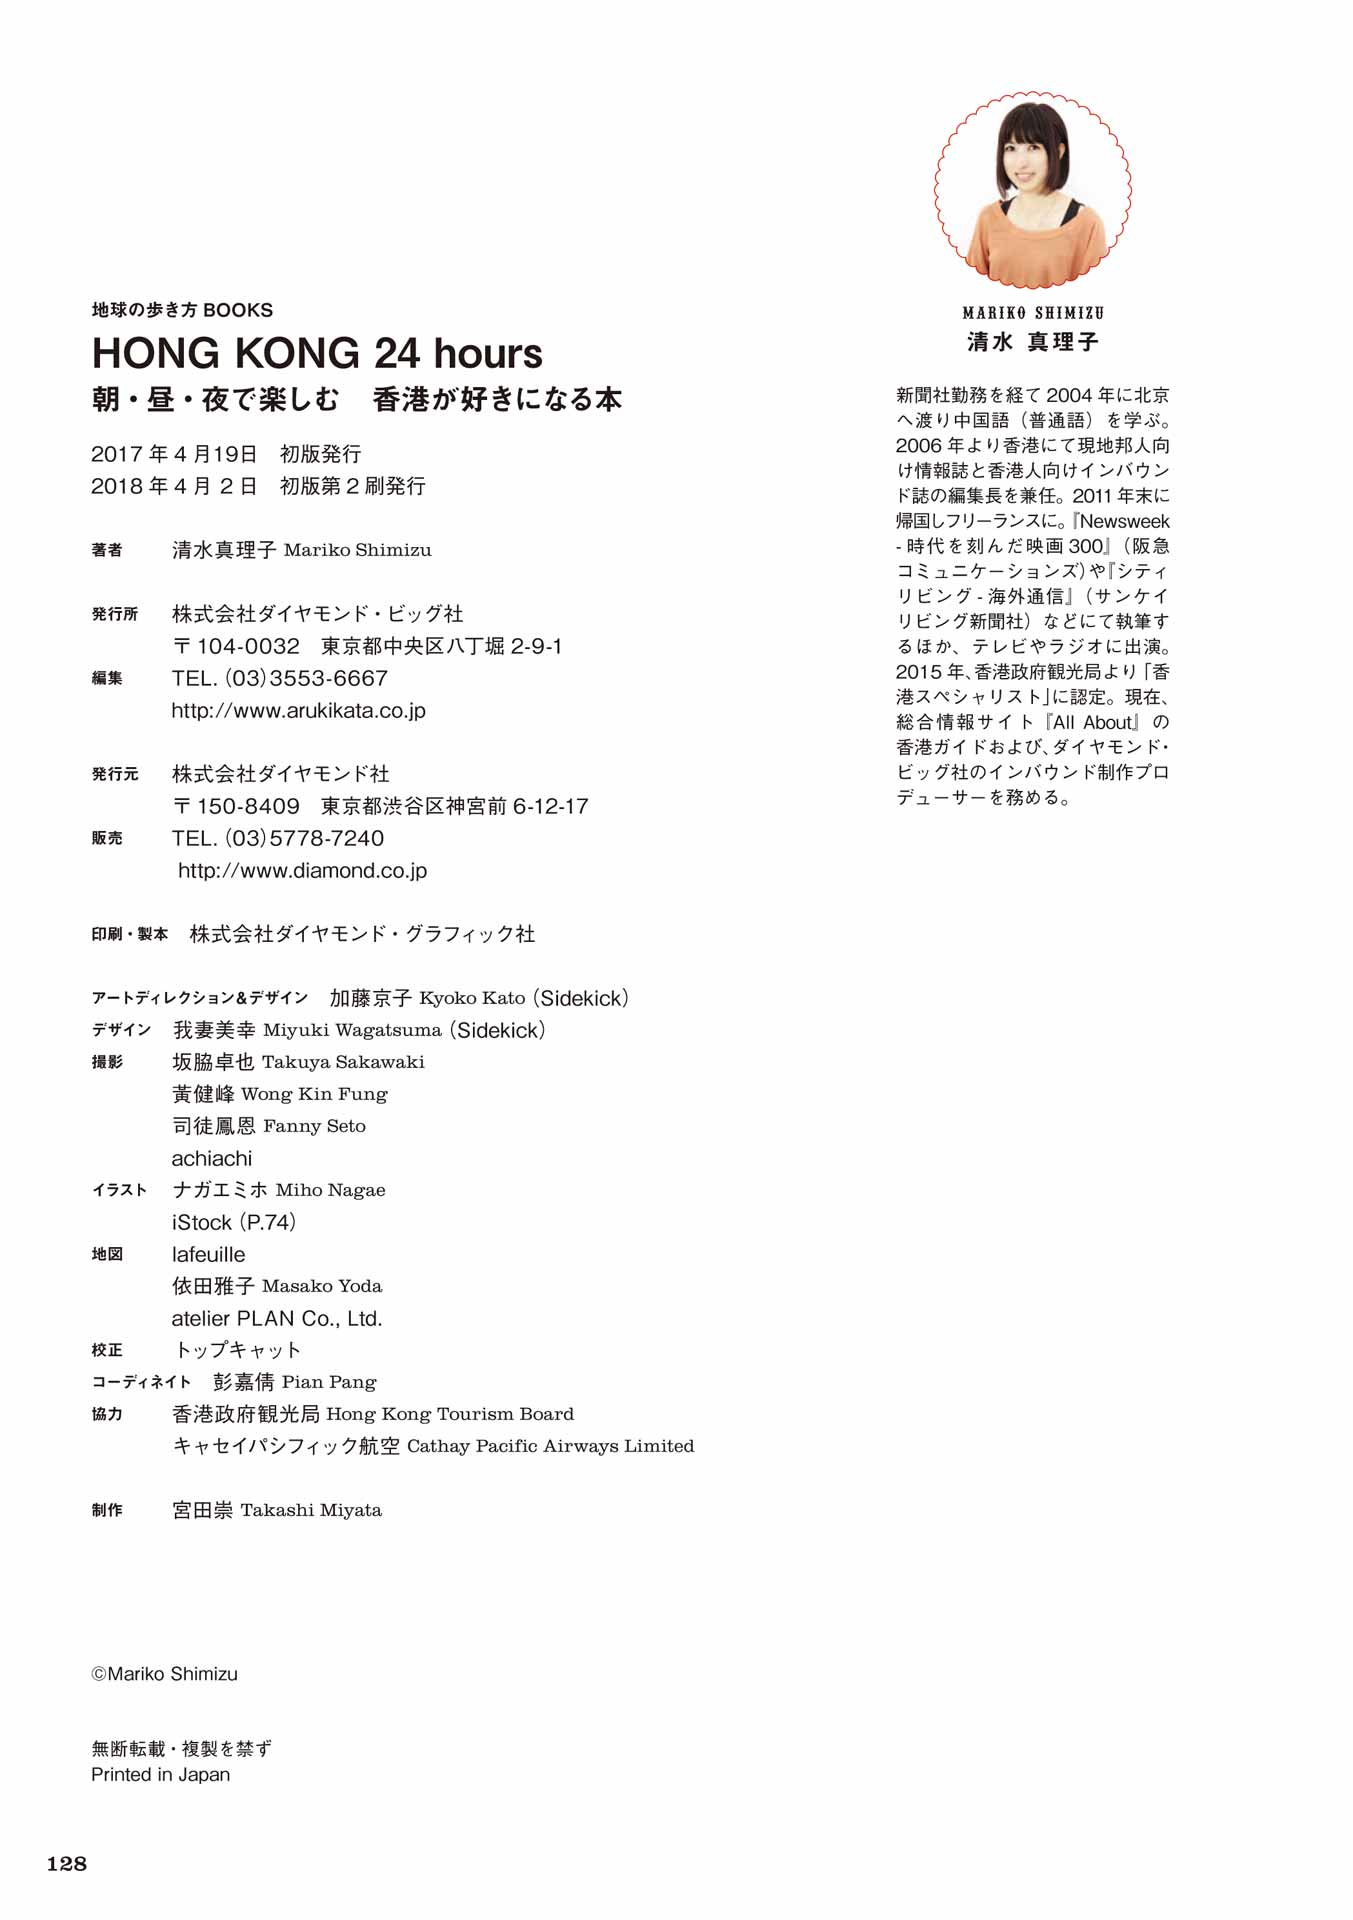 地球の歩き方 BOOKS
HONG KONG 24 hours
朝・昼・夜で楽しむ　香港が好きになる本
2017 年 4 月19日　初版発行
2018 年 4 月 2 日　初版第 2 刷発行
著者　清水真理子 Mariko Shimizu
発行所　株式会社ダイヤモンド・ビッグ社
〒 104-0032　東京都中央区八丁堀 2-9-1
編集　TEL. (03)3553-6667
http://www.arukikata.co.jp
発行元　株式会社ダイヤモンド社
〒 150-8409　東京都渋谷区神宮前 6-12-17
販売　TEL. (03)5778-7240
http://www.diamond.co.jp
印刷・製本　株式会社ダイヤモンド・グラフィック社
アートディレクション&デザイン　加藤京子 Kyoko Kato（Sidekick）
デザイン　我妻美幸 Miyuki Wagatsuma（Sidekick）
撮影　坂脇卓也 Takuya Sakawaki
黃健峰 Wong Kin Fung
司徒鳳恩 Fanny Seto
achiachi
イラスト　ナガエミホ Miho Nagae
iStock（P.74）
地図　lafeuille
依田雅子 Masako Yoda
atelier PLAN Co., Ltd.
校正　トップキャット
コーディネイト　彭嘉倩 Pian Pang
協力　香港政府観光局 Hong Kong Tourism Board
キャセイパシフィック航空 Cathay Pacific Airways Limited
制作　宮田崇 Takashi Miyata
©Mariko Shimizu
無断転載・複製を禁ず
Printed in Japan
128
MARIKO SHIMIZU
清水 真理子
新聞社勤務を経て 2004 年に北京
へ渡り中国語（普通語）を学ぶ。
2006 年より香港にて現地邦人向
け情報誌と香港人向けインバウン
ド誌の編集長を兼任。2011 年末に
帰国しフリーランスに。『Newsweek
- 時代を刻んだ映画 300』（阪急
コミュニケーションズ）や『シティ
リビング - 海外通信』（サンケイ
リビング新聞社）などにて執筆す
るほか、テレビやラジオに出演。
2015 年、香港政府観光局より「香
港スペシャリスト」に認定。現在、
総合情報サイト『All About』の
香港ガイドおよび、ダイヤモンド・
ビッグ社のインバウンド制作プロ
デューサーを務める。